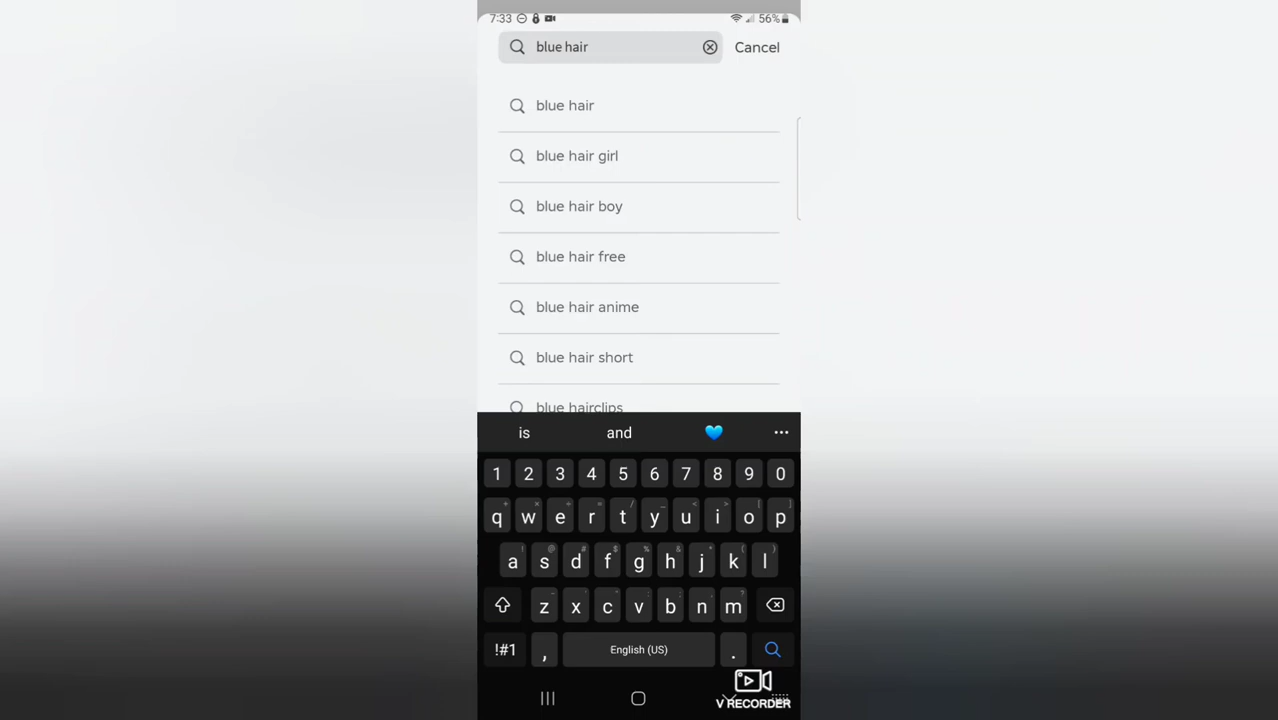 7:33 56%
blue hair Cancel
blue hair
blue hair girl
blue hair boy
blue hair free
blue hair anime
blue hair short
blue hairclips
is and
1 2 3 4 5 6 7 8 9 0
q w e r t y u i o p
a s d f g h j k l
z x c v b n m
!#1 , English (US) .
V RECORDER